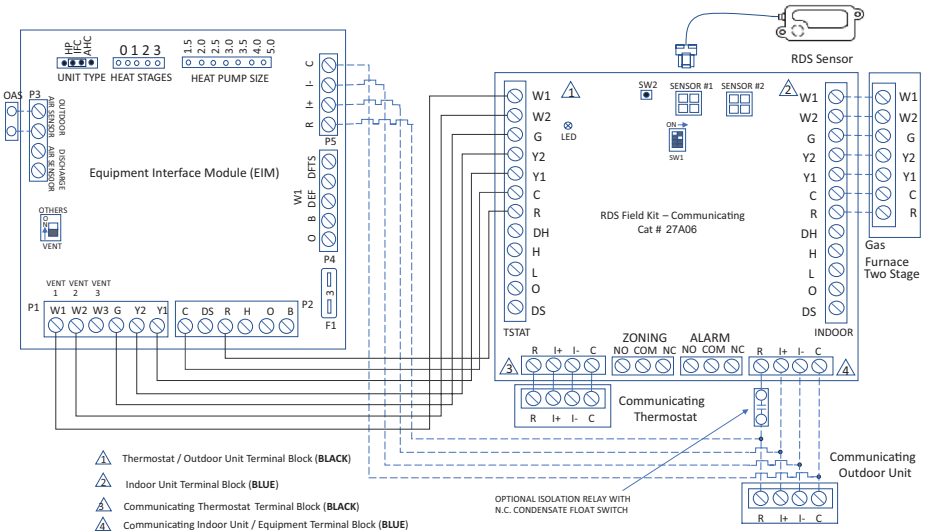 HP
IFC
AHC
UNIT TYPE
0 1 2 3
HEAT STAGES
1.5
2.0
2.5
3.0
3.5
4.0
5.0
HEAT PUMP SIZE
C
I-
I+
R
P5
OAS
P3
OUTDOOR
AIR SENSOR
DISCHARGE
AIR SENSOR
Equipment Interface Module (EIM)
W1
DFTS
DEF
B
O
P4
OTHERS
ON
VENT
3
F1
VENT
1
VENT
2
VENT
3
P1
W1 W2 W3 G Y2 Y1
C DS R H O B
P2
RDS Sensor
1
SW2
SENSOR #1
SENSOR #2
2
LED
ON
SW1
W1
W2
G
Y2
Y1
C
R
DH
H
L
O
DS
TSTAT
RDS Field Kit – Communicating
Cat # 27A06
W1
W2
G
Y2
Y1
C
R
DH
H
L
O
DS
INDOOR
W1
W2
G
Y2
Y1
C
R
Gas
Furnace
Two Stage
3
R I+ I- C
ZONING
NO COM NC
ALARM
NO COM NC
R I+ I- C
4
R I+ I- C
Communicating
Thermostat
Communicating
Outdoor Unit
R I+ I- C
OPTIONAL ISOLATION RELAY WITH
N.C. CONDENSATE FLOAT SWITCH
1 Thermostat / Outdoor Unit Terminal Block (BLACK)
2 Indoor Unit Terminal Block (BLUE)
3 Communicating Thermostat Terminal Block (BLACK)
4 Communicating Indoor Unit / Equipment Terminal Block (BLUE)